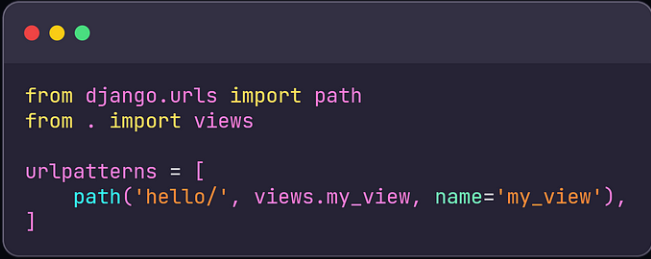 from django.urls import path
from . import views

urlpatterns = [
    path('hello/', views.my_view, name='my_view'),
]